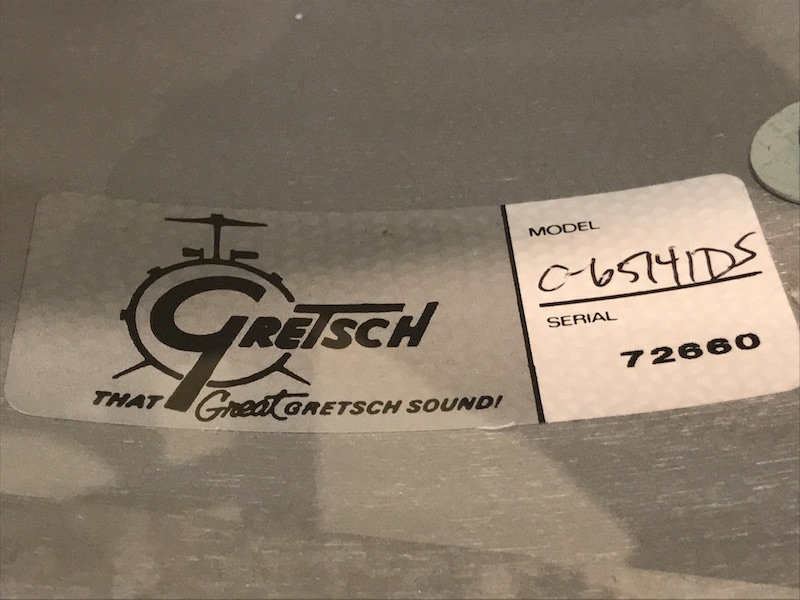 GRETSCH
THAT Great GRETSCH SOUND!
MODEL
C-65141DS
SERIAL
72660